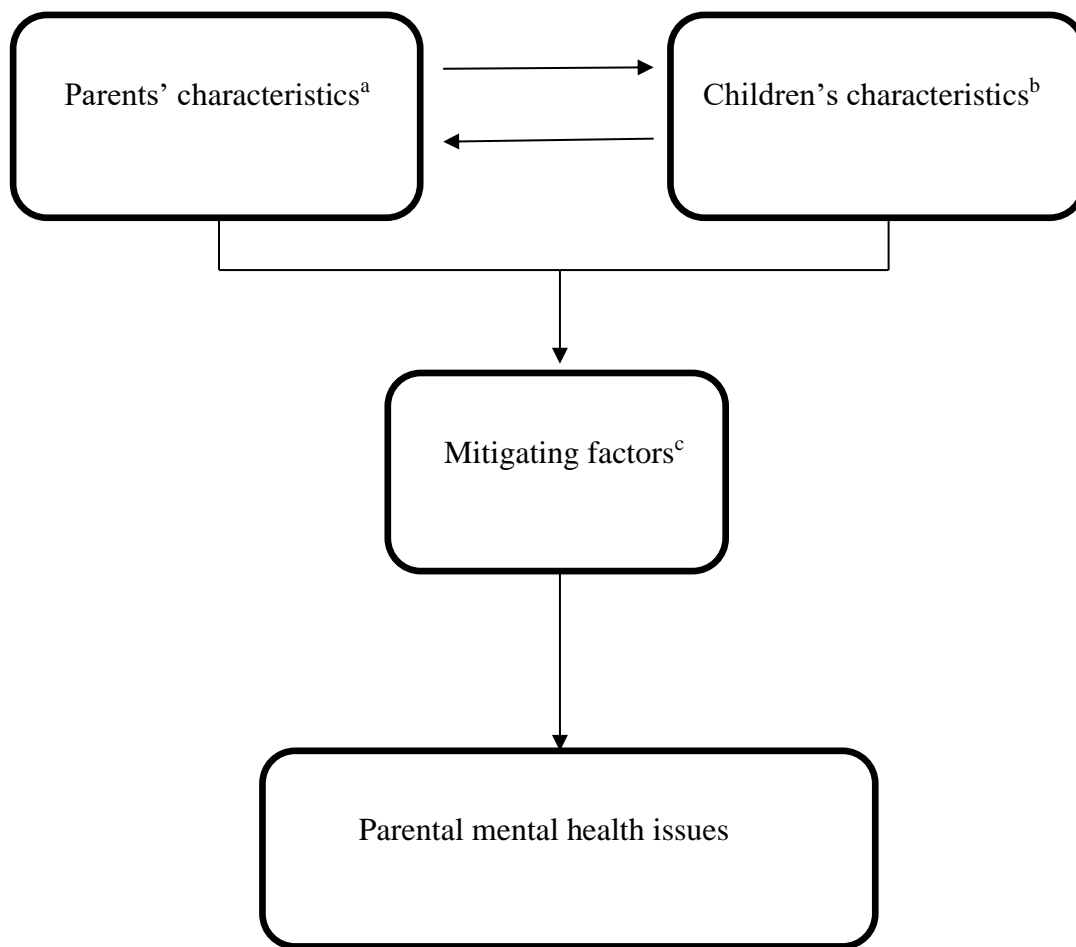 Parents’ characteristicsᵃ
Children’s characteristicsᵇ
Mitigating factorsᶜ
Parental mental health issues